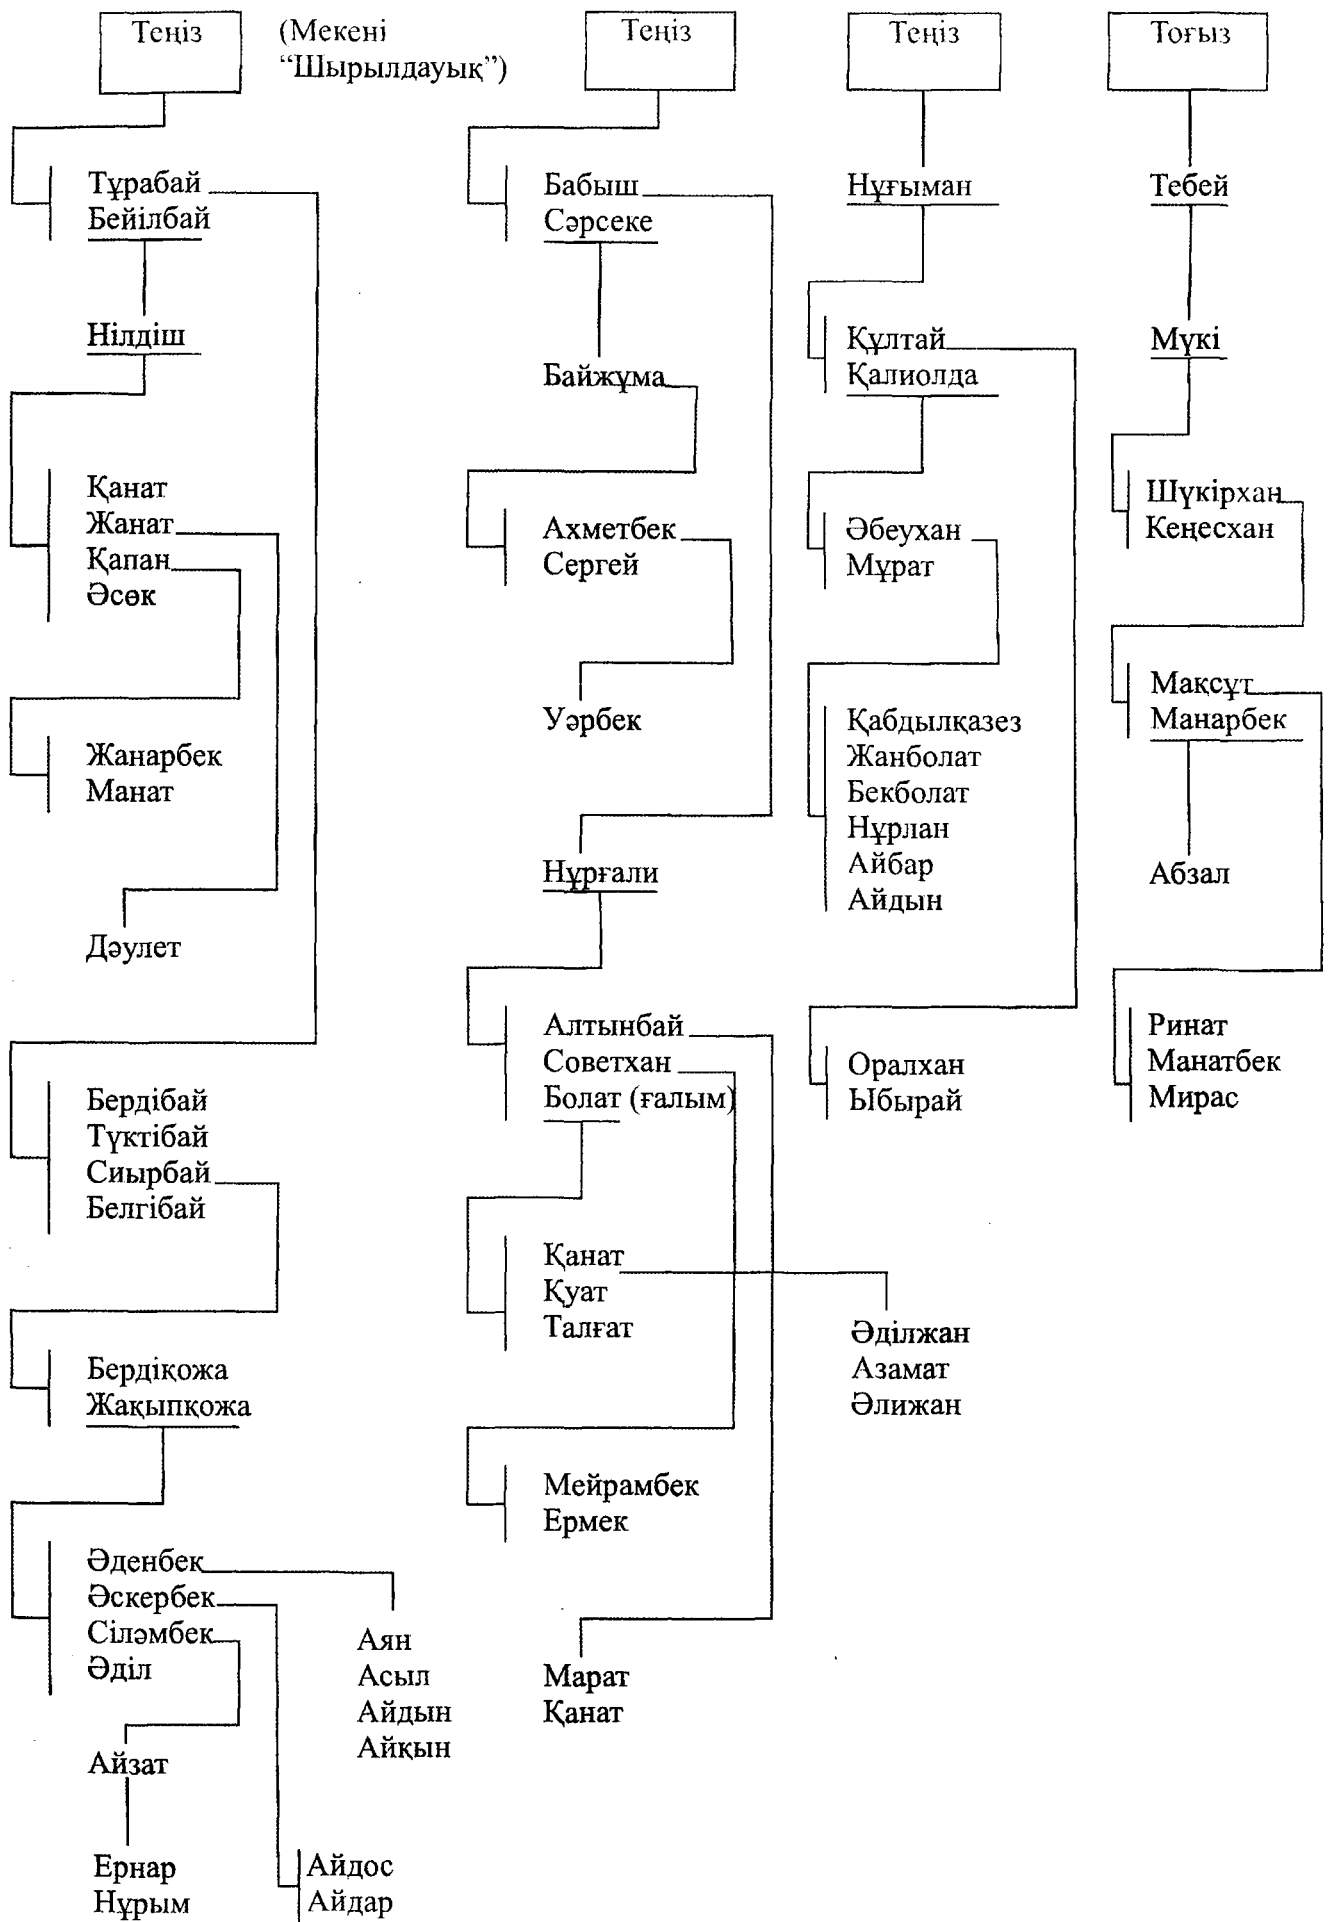 Теңіз
(Мекені
“Шырылдауық”)
Тұрабай
Бейілбай
Нілдіш
Қанат
Жанат
Қапан
Әсөк
Жанарбек
Манат
Дәулет
Бердібай
Түктібай
Сиырбай
Белгібай
Бердіқожа
Жақыпқожа
Әденбек
Әскербек
Сіләмбек
Әділ
Аян
Асыл
Айдын
Айқын
Айзат
Ернар
Нұрым
Айдос
Айдар
Теңіз
Бабыш
Сәрсеке
Байжұма
Ахметбек
Сергей
Уәрбек
Нұрғали
Алтынбай
Советхан
Болат (ғалым)
Қанат
Қуат
Талғат
Әділжан
Азамат
Әлижан
Мейрамбек
Ермек
Марат
Қанат
Теңіз
Нұғыман
Құлтай
Қалиолда
Әбеухан
Мұрат
Қабдылқазез
Жанболат
Бекболат
Нұрлан
Айбар
Айдын
Оралхан
Ыбырай
Тоғыз
Тебей
Мүкі
Шүкірхан
Кеңесхан
Мақсұт
Манарбек
Абзал
Ринат
Манатбек
Мирас